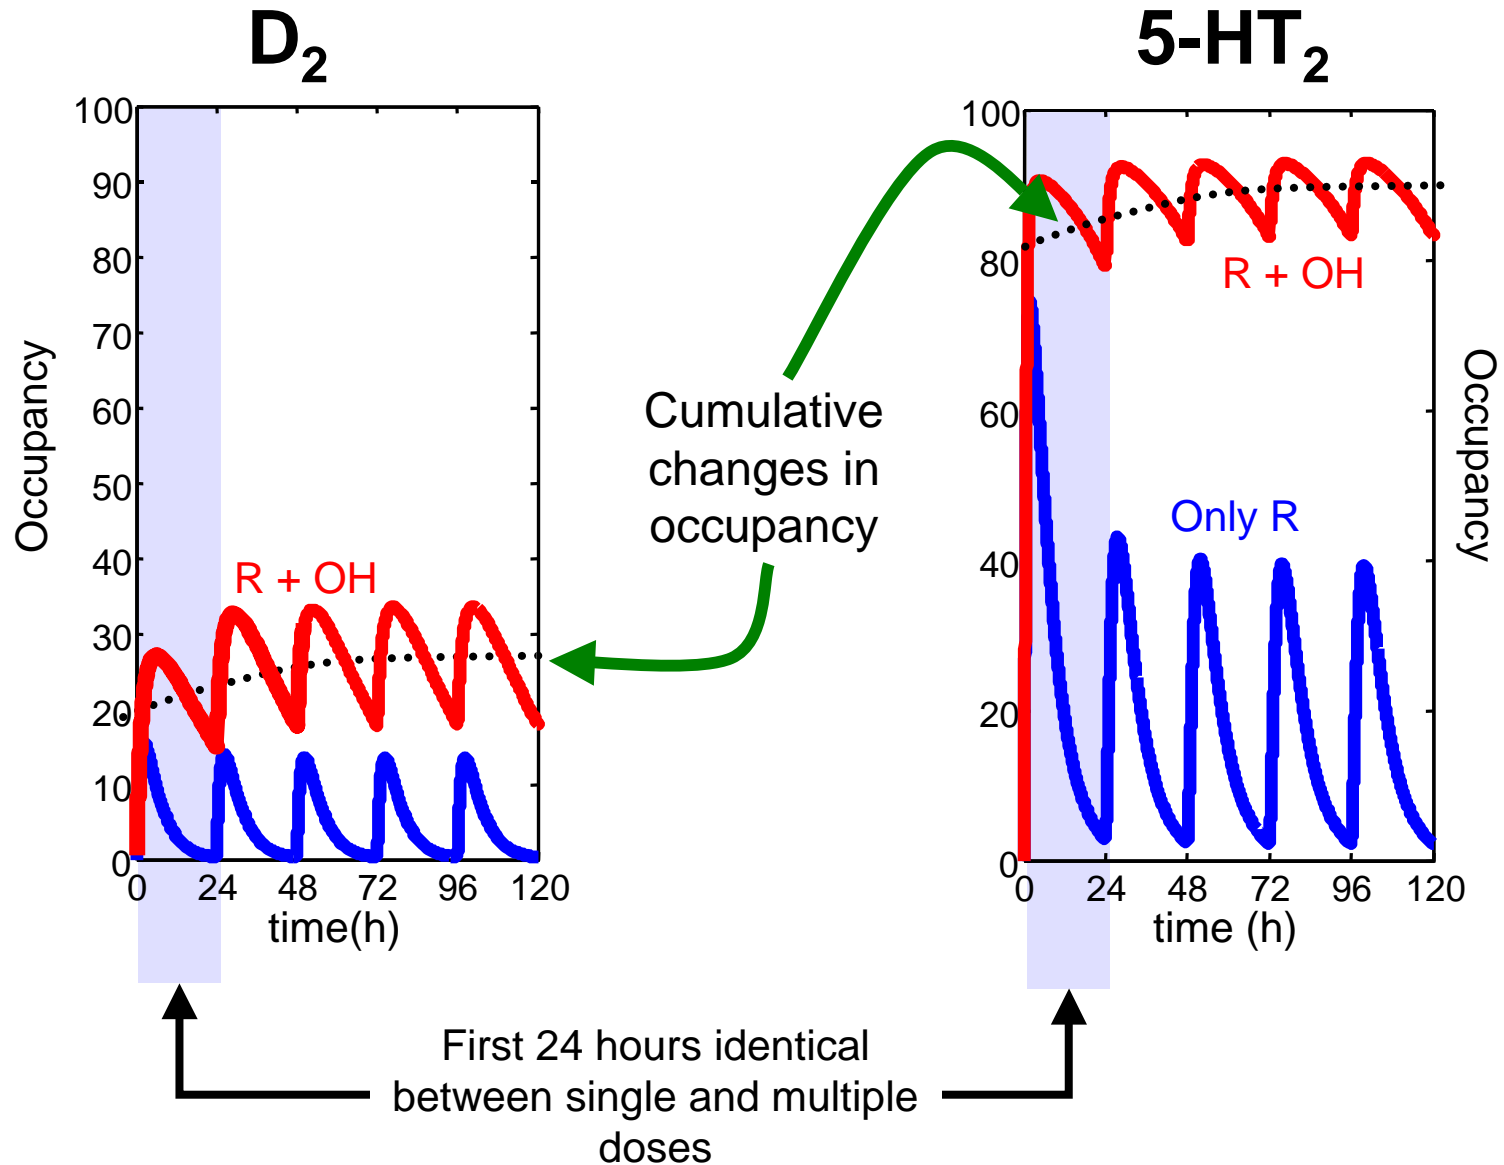 D₂
100
90
80
70
60
50
40
30
20
10
0
Occupancy
R + OH
0 24 48 72 96 120
time(h)
Cumulative
changes in
occupancy
5-HT₂
100
80
60
40
20
0
R + OH
Only R
Occupancy
0 24 48 72 96 120
time (h)
First 24 hours identical
between single and multiple
doses